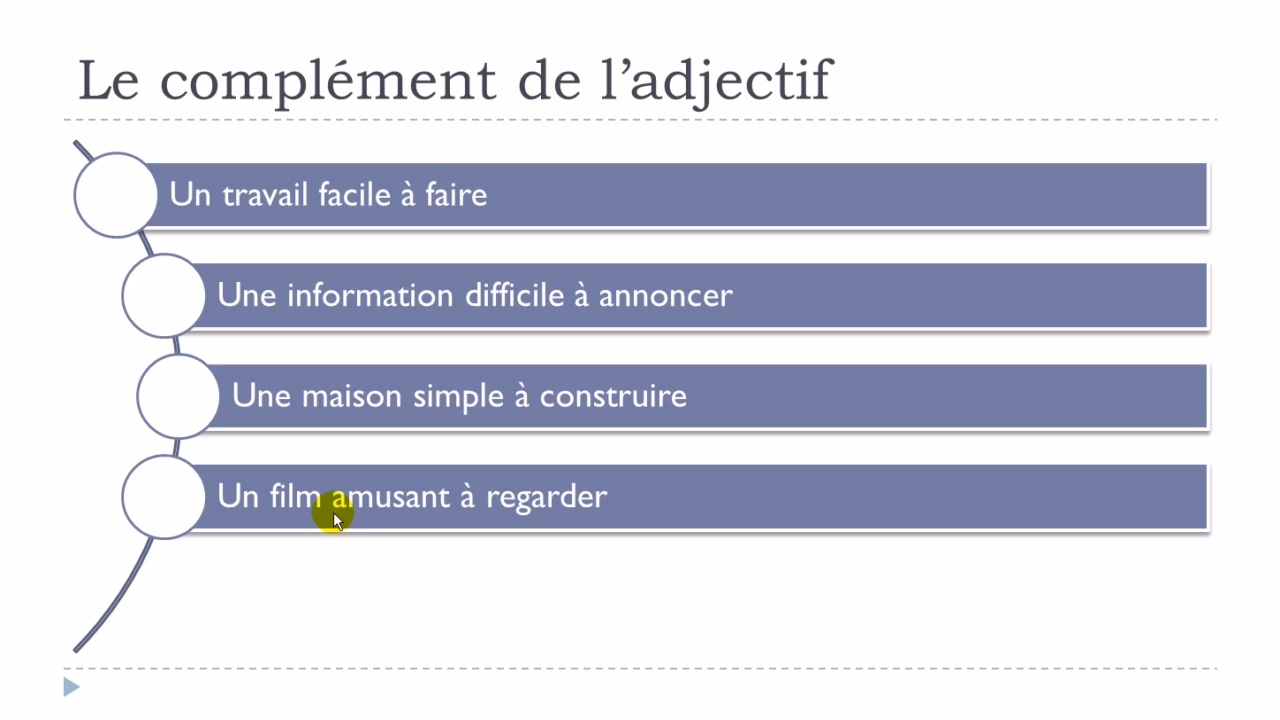 Le complément de l’adjectif
Un travail facile à faire
Une information difficile à annoncer
Une maison simple à construire
Un film amusant à regarder